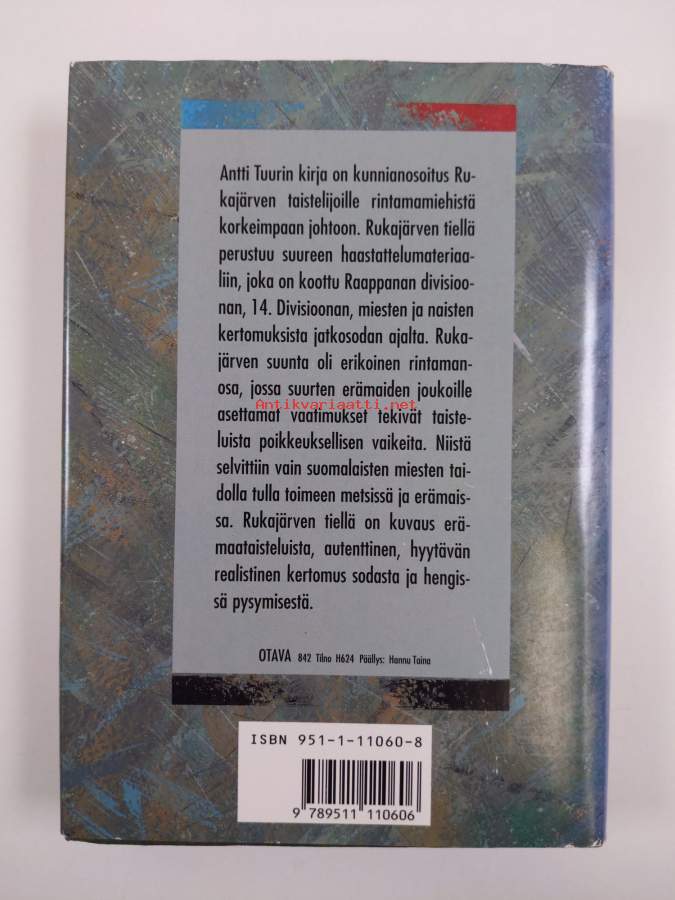 Antti Tuurin kirja on kunnianosoitus Ru-
kajärven taistelijoille rintamamiehistä
korkeimpaan johtoon. Rukajärven tiellä
perustuu suureen haastattelumateriaa-
liin, joka on koottu Raappanan divisioo-
nan, 14. Divisioonan, miesten ja naisten
kertomuksista jatkosodan ajalta. Ruka-
järven suunta oli erikoinen rintaman-
osa, jossa suurten erämaiden joukoille
Antikvariaatti.net
asettamat vaatimukset tekivät taiste-
luista poikkeuksellisen vaikeita. Niistä
selvittiin vain suomalaisten miesten tai-
dolla tulla toimeen metsissä ja erämais-
sa. Rukajärven tiellä on kuvaus erä-
maataisteluista, autenttinen, hyytävän
realistinen kertomus sodasta ja hengis-
sä pysymisestä.
OTAVA 842 Tilno H624 Päällys: Hannu Taina
ISBN 951-1-11060-8
9 789511 110606